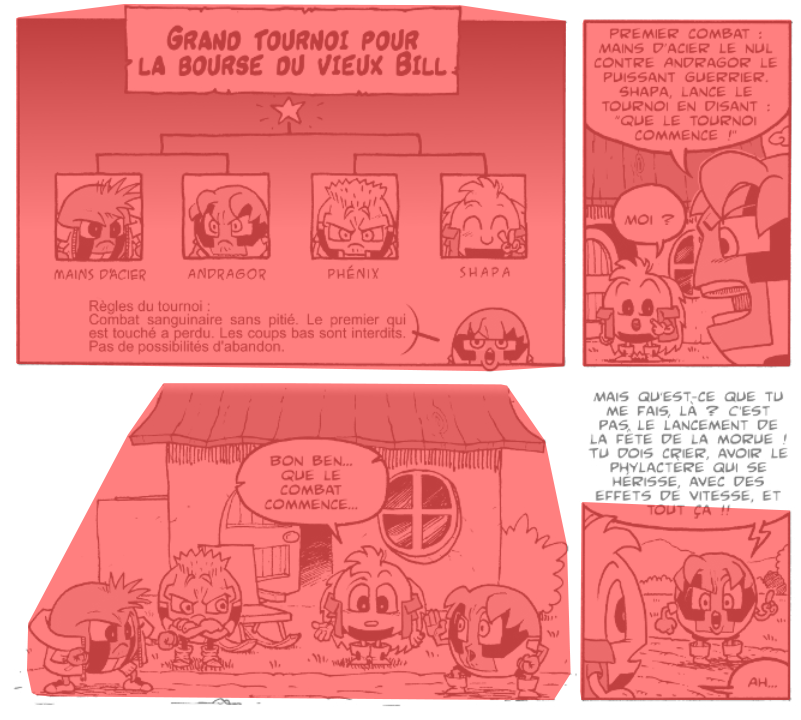 GRAND TOURNOI POUR
LA BOURSE DU VIEUX BILL
MAINS D'ACIER
ANDRAGOR
PHÉNIX
SHAPA
Règles du tournoi :
Combat sanguinaire sans pitié. Le premier qui
est touché a perdu. Les coups bas sont interdits.
Pas de possibilités d'abandon.
PREMIER COMBAT :
MAINS D'ACIER LE NUL
CONTRE ANDRAGOR LE
PUISSANT GUERRIER.
SHAPA, LANCE LE
TOURNOI EN DISANT :
"QUE LE TOURNOI
COMMENCE !"
MOI ?
BON BEN...
QUE LE
COMBAT
COMMENCE...
MAIS QU'EST-CE QUE TU
ME FAIS, LÀ ? C'EST
PAS LE LANCEMENT DE
LA FÊTE DE LA MORUE !
TU DOIS CRIER, AVOIR LE
PHYLACTÈRE QUI SE
HÉRISSE, AVEC DES
EFFETS DE VITESSE, ET
TOUT ÇA !!
AH...